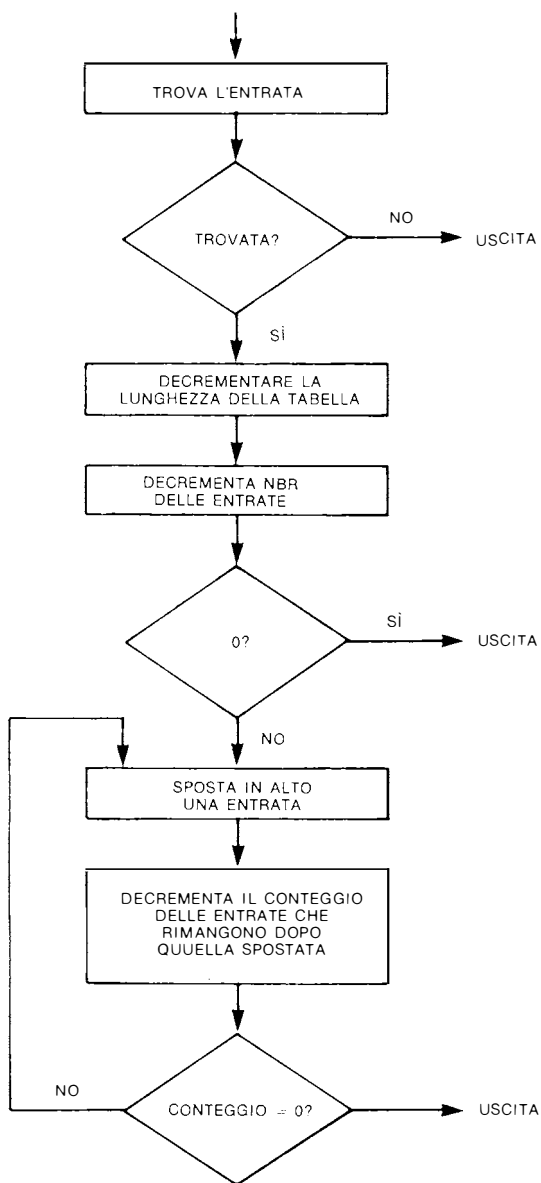 TROVA L'ENTRATA
TROVATA?
NO
USCITA
SÌ
DECREMENTARE LA
LUNGHEZZA DELLA TABELLA
DECREMENTA NBR
DELLE ENTRATE
0?
SÌ
USCITA
NO
SPOSTA IN ALTO
UNA ENTRATA
DECREMENTA IL CONTEGGIO
DELLE ENTRATE CHE
RIMANGONO DOPO
QUUELLA SPOSTATA
NO
CONTEGGIO = 0?
USCITA